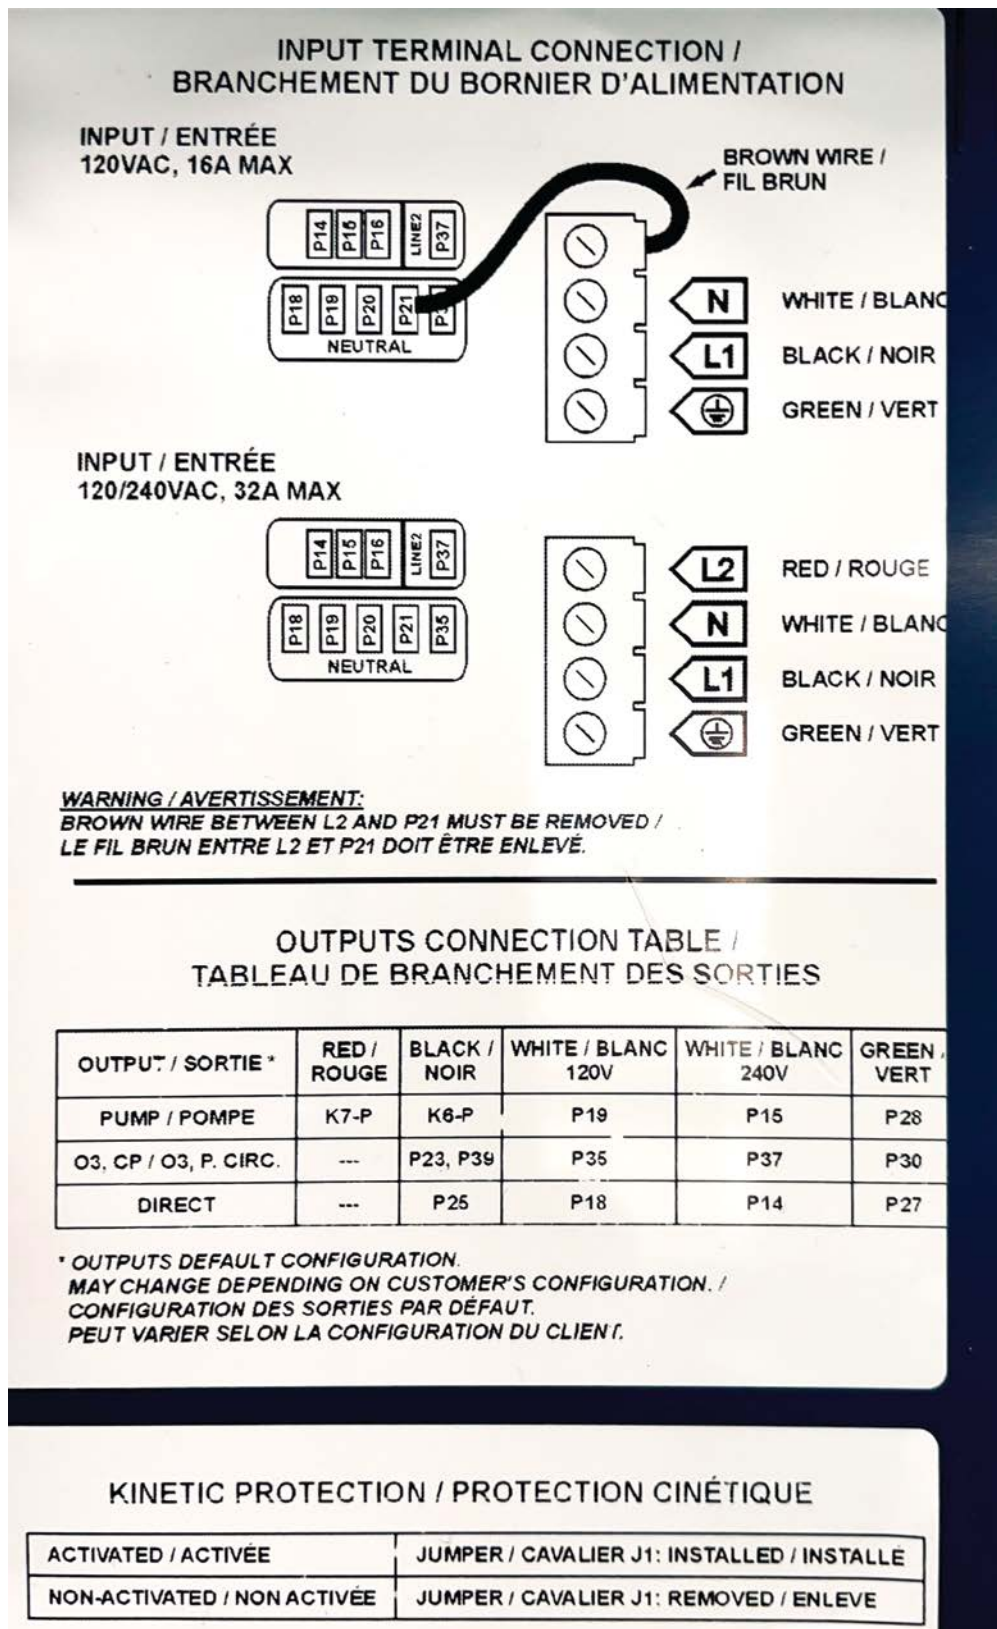 INPUT TERMINAL CONNECTION /
BRANCHEMENT DU BORNIER D'ALIMENTATION
INPUT / ENTRÉE
120VAC, 16A MAX
BROWN WIRE /
FIL BRUN
P14 P15 P16 LINE2 P37
P18 P19 P20 P21
NEUTRAL
N WHITE / BLANC
L1 BLACK / NOIR
GREEN / VERT
INPUT / ENTRÉE
120/240VAC, 32A MAX
P14 P15 P16 LINE2 P37
P18 P19 P20 P21 P35
NEUTRAL
L2 RED / ROUGE
N WHITE / BLANC
L1 BLACK / NOIR
GREEN / VERT
WARNING / AVERTISSEMENT:
BROWN WIRE BETWEEN L2 AND P21 MUST BE REMOVED /
LE FIL BRUN ENTRE L2 ET P21 DOIT ÊTRE ENLEVÉ.
OUTPUTS CONNECTION TABLE /
TABLEAU DE BRANCHEMENT DES SORTIES
OUTPUT / SORTIE * RED / ROUGE BLACK / NOIR WHITE / BLANC 120V WHITE / BLANC 240V GREEN / VERT
PUMP / POMPE K7-P K6-P P19 P15 P28
O3, CP / O3, P. CIRC. --- P23, P39 P35 P37 P30
DIRECT --- P25 P18 P14 P27
* OUTPUTS DEFAULT CONFIGURATION.
MAY CHANGE DEPENDING ON CUSTOMER'S CONFIGURATION. /
CONFIGURATION DES SORTIES PAR DÉFAUT.
PEUT VARIER SELON LA CONFIGURATION DU CLIENT.
KINETIC PROTECTION / PROTECTION CINÉTIQUE
ACTIVATED / ACTIVÉE JUMPER / CAVALIER J1: INSTALLED / INSTALLÉ
NON-ACTIVATED / NON ACTIVÉE JUMPER / CAVALIER J1: REMOVED / ENLEVE